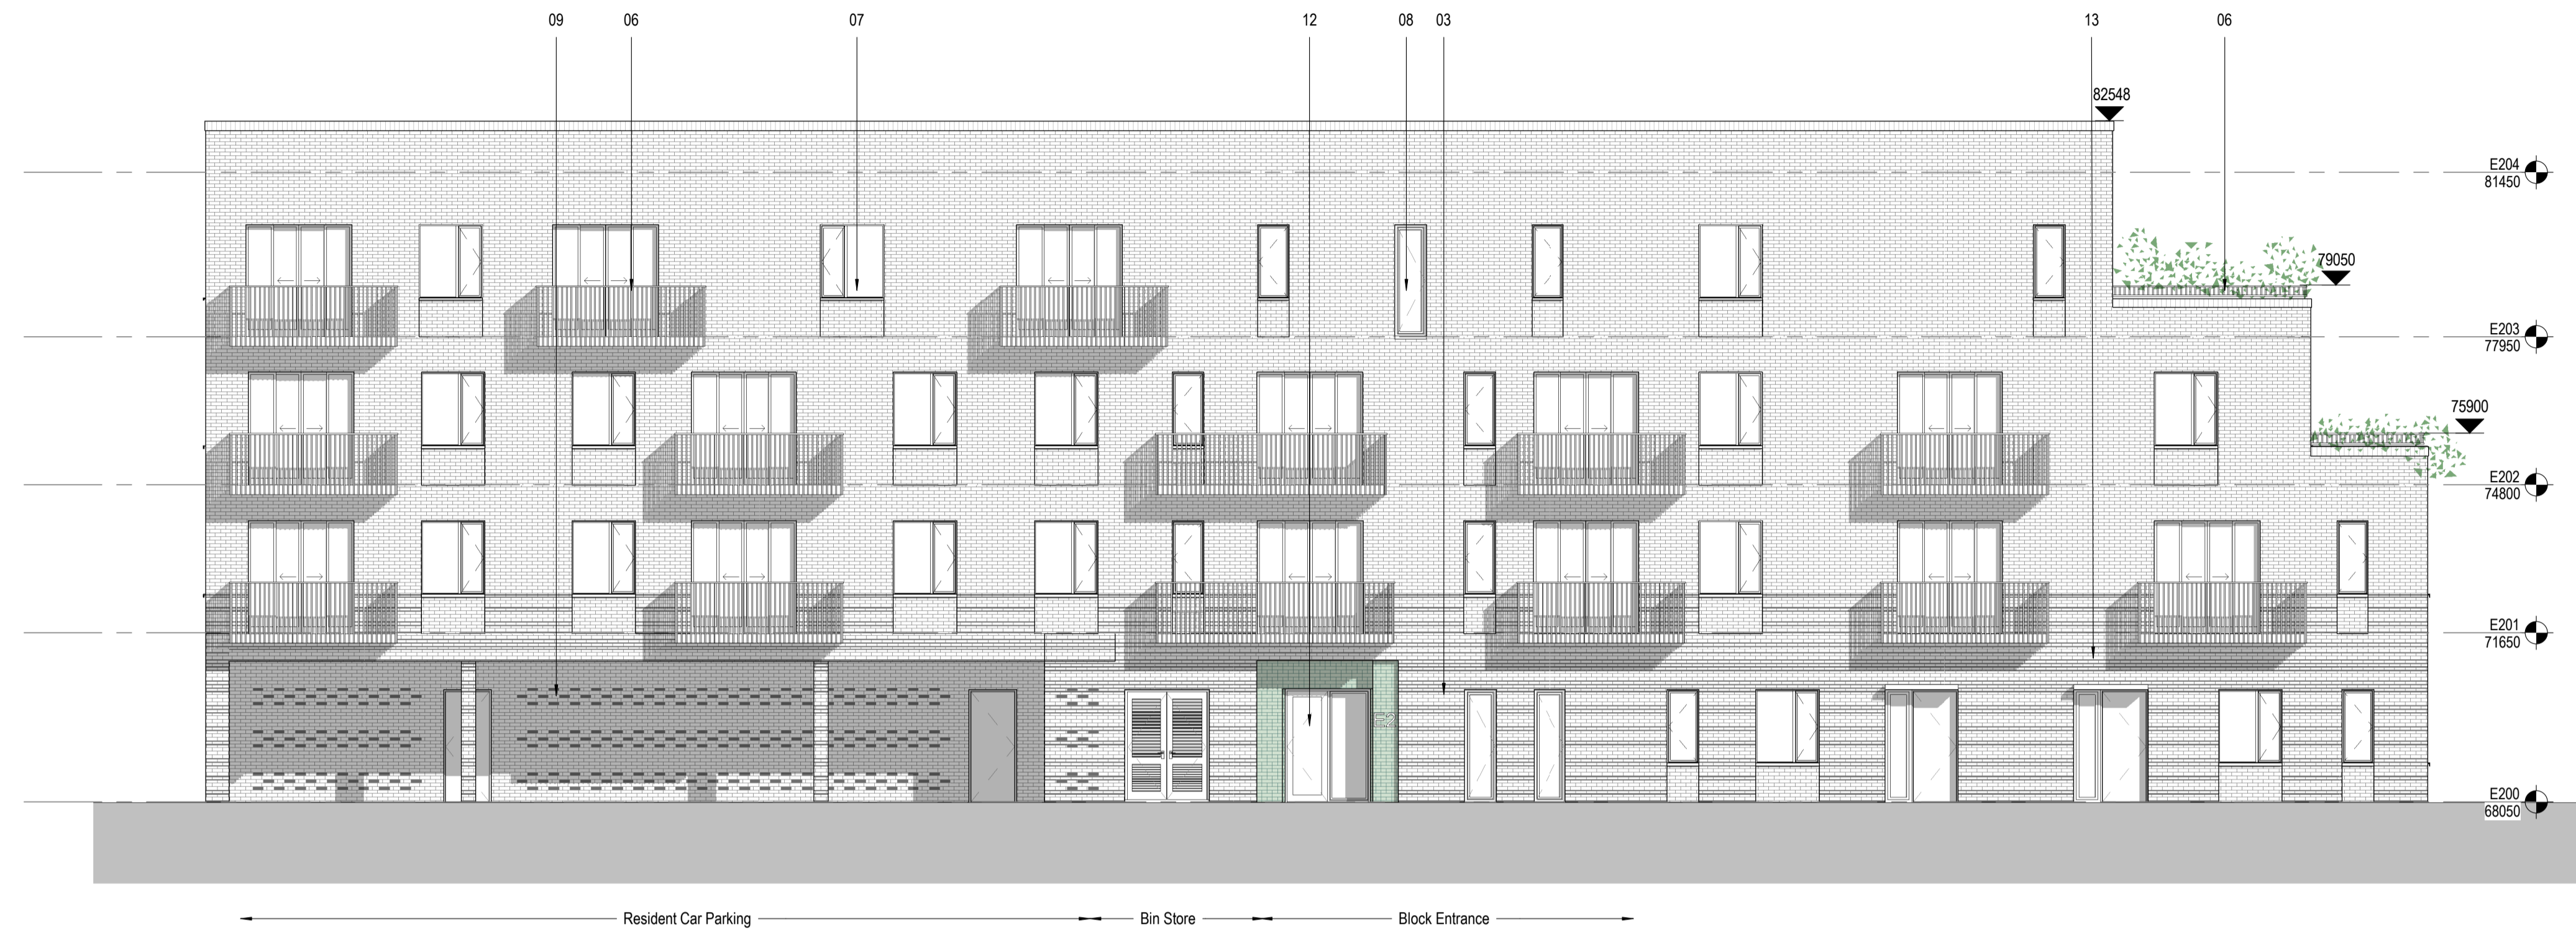 09 06 07 12 08 03 13 06
82548
E204
81450
79050
E203
77950
75900
E202
74800
E201
71650
E2
E200
68050
Resident Car Parking Bin Store Block Entrance